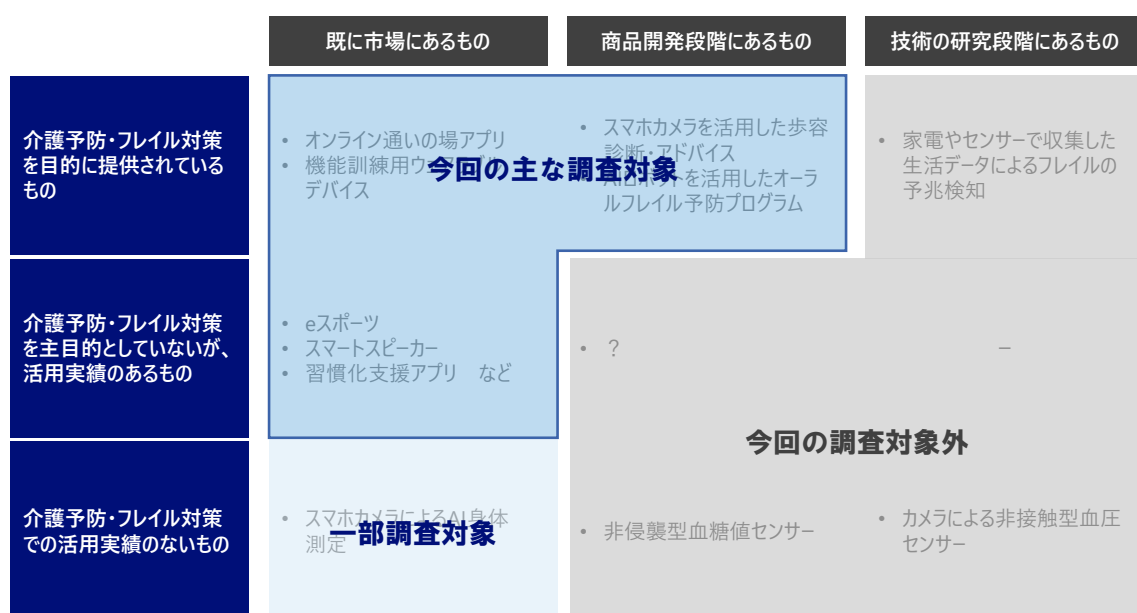 既に市場にあるもの
商品開発段階にあるもの
技術の研究段階にあるもの
介護予防・フレイル対策
を目的に提供されている
もの
• オンライン通いの場アプリ
• 機能訓練用ウェアラブル
デバイス
• スマホカメラを活用した歩容
診断・アドバイス
• AIロボットを活用したオーラ
ルフレイル予防プログラム
今回の主な調査対象
• 家電やセンサーで収集した
生活データによるフレイルの
予兆検知
介護予防・フレイル対策
を主目的としていないが、
活用実績のあるもの
• eスポーツ
• スマートスピーカー
• 習慣化支援アプリ など
• ?
–
今回の調査対象外
介護予防・フレイル対策
での活用実績のないもの
• スマホカメラによるAI身体
測定
一部調査対象
• 非侵襲型血糖値センサー
• カメラによる非接触型血圧
センサー